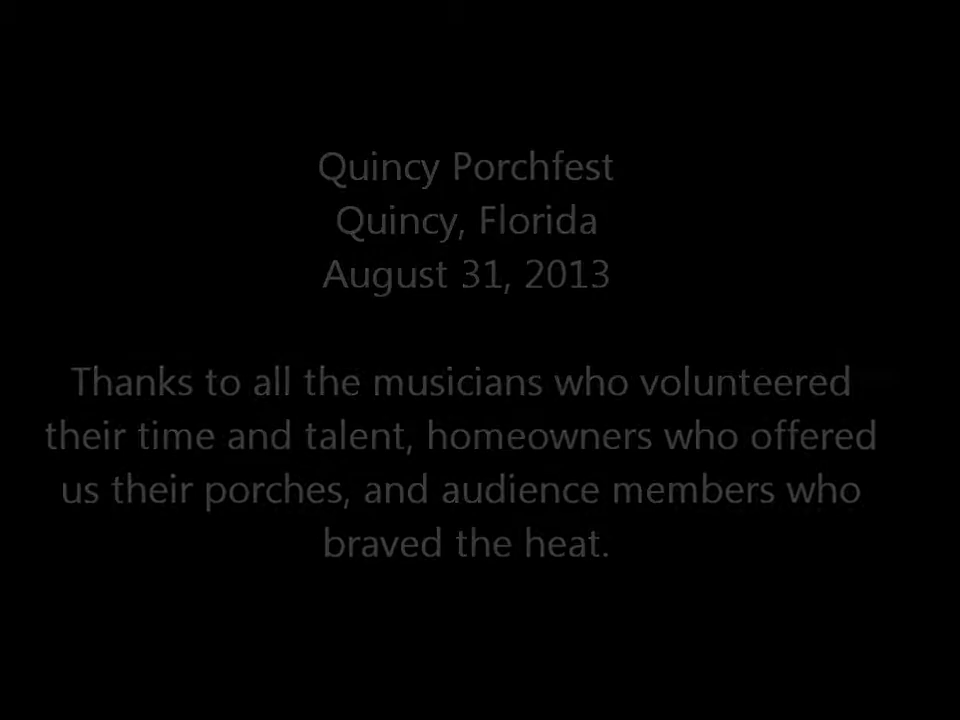 Quincy Porchfest
Quincy, Florida
August 31, 2013
Thanks to all the musicians who volunteered
their time and talent, homeowners who offered
us their porches, and audience members who
braved the heat.